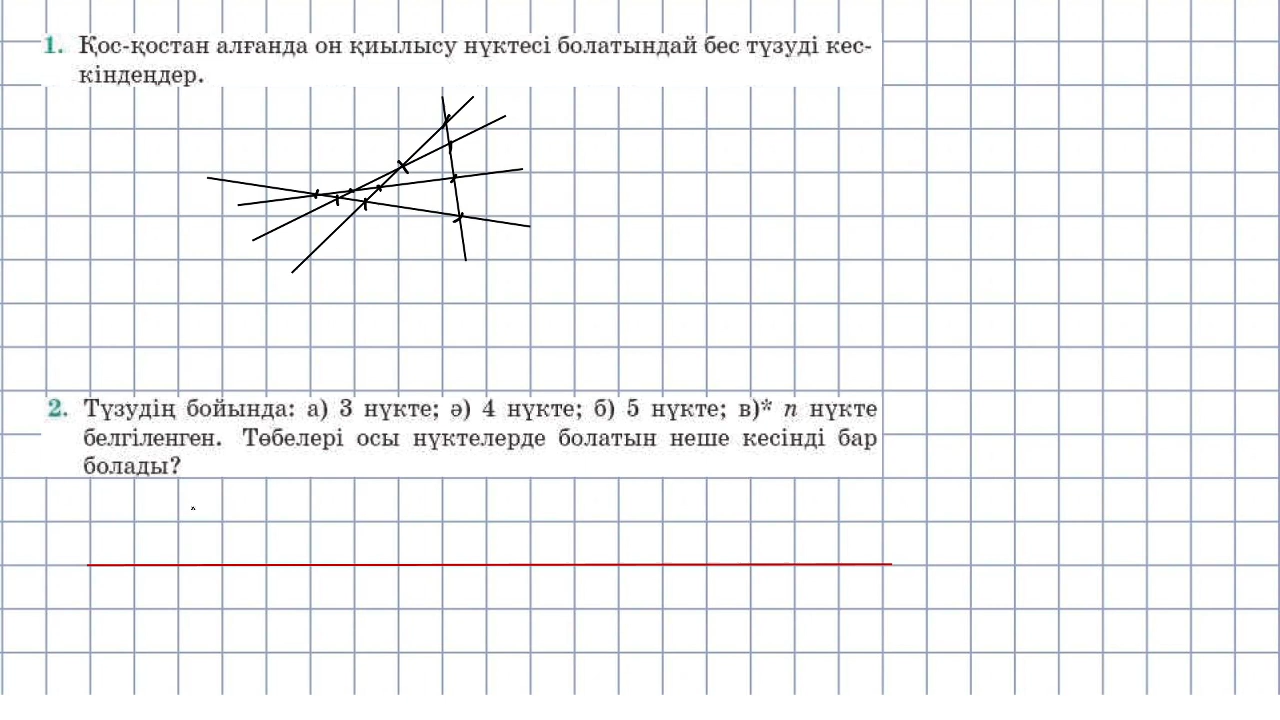 1. Қос-қостан алғанда он қиылысу нүктесі болатындай бес түзуді кес-
кіндеңдер.
2. Түзудің бойында: а) 3 нүкте; ә) 4 нүкте; б) 5 нүкте; в)* n нүкте
белгіленген. Төбелері осы нүктелерде болатын неше кесінді бар
болады?